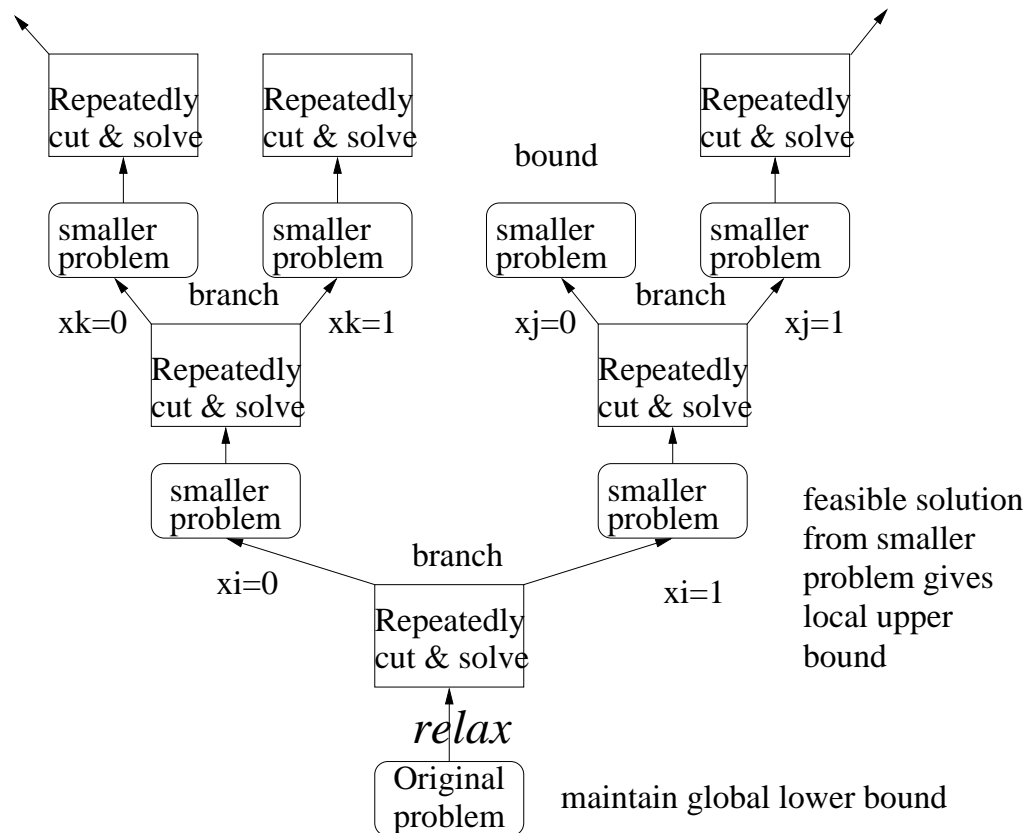 Repeatedly
cut & solve
Repeatedly
cut & solve
Repeatedly
cut & solve
bound
smaller
problem
smaller
problem
smaller
problem
smaller
problem
branch
branch
xk=0
xk=1
xj=0
xj=1
Repeatedly
cut & solve
Repeatedly
cut & solve
smaller
problem
smaller
problem
feasible solution
from smaller
problem gives
local upper
bound
branch
xi=0
xi=1
Repeatedly
cut & solve
relax
Original
problem
maintain global lower bound